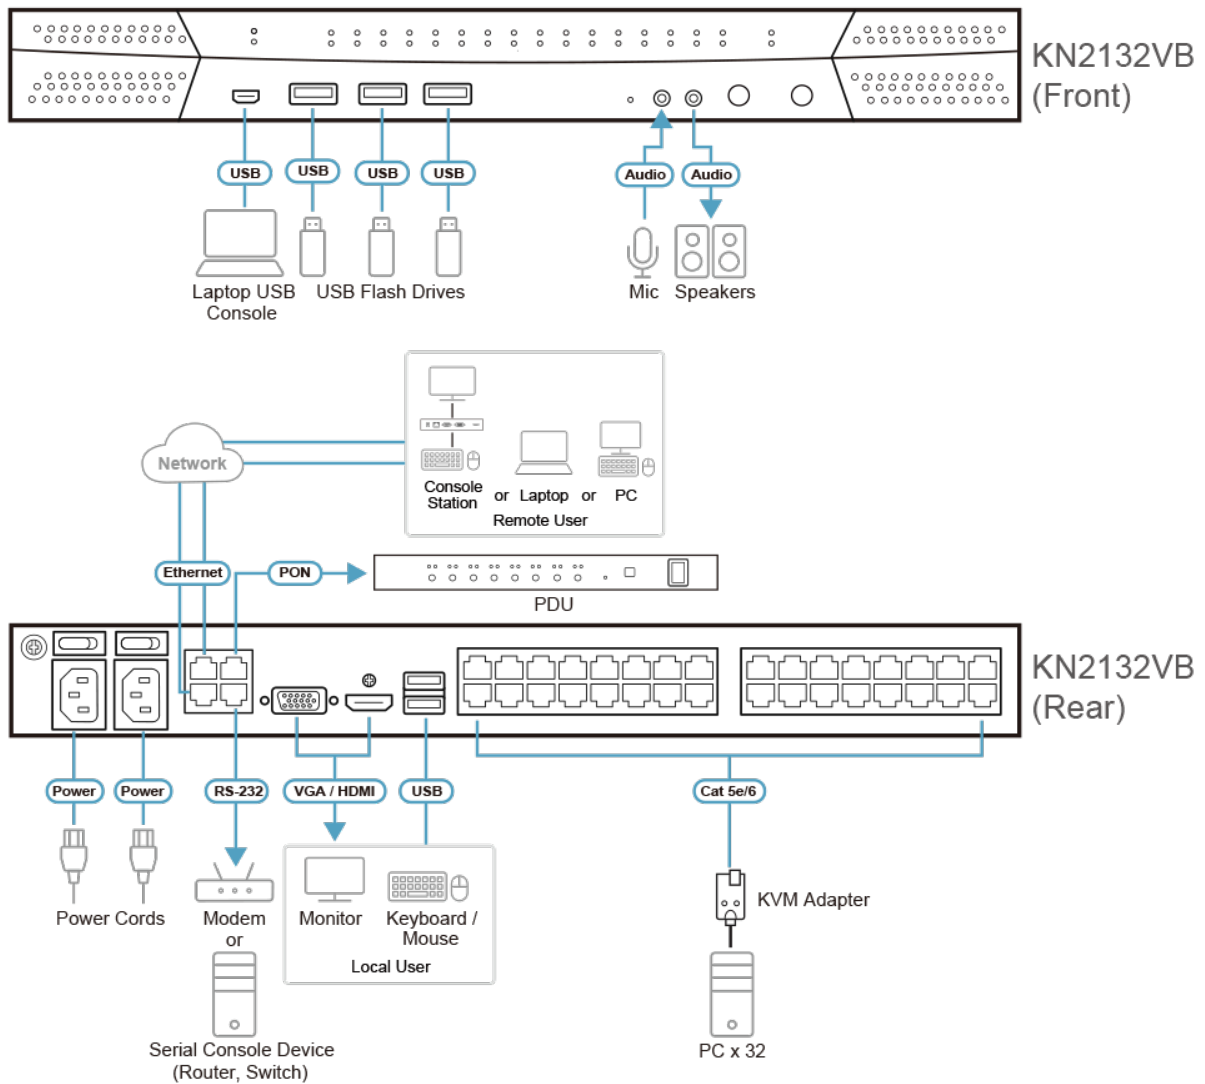 KN2132VB
(Front)
USB
USB
USB
USB
Audio
Audio
Laptop USB
Console
USB Flash Drives
Mic
Speakers
Network
Console
Station
or
Laptop
or
PC
Remote User
Ethernet
PON
PDU
KN2132VB
(Rear)
Power
Power
RS-232
VGA / HDMI
USB
Cat 5e/6
Power Cords
Modem
or
Monitor
Keyboard /
Mouse
Local User
KVM Adapter
Serial Console Device
(Router, Switch)
PC x 32